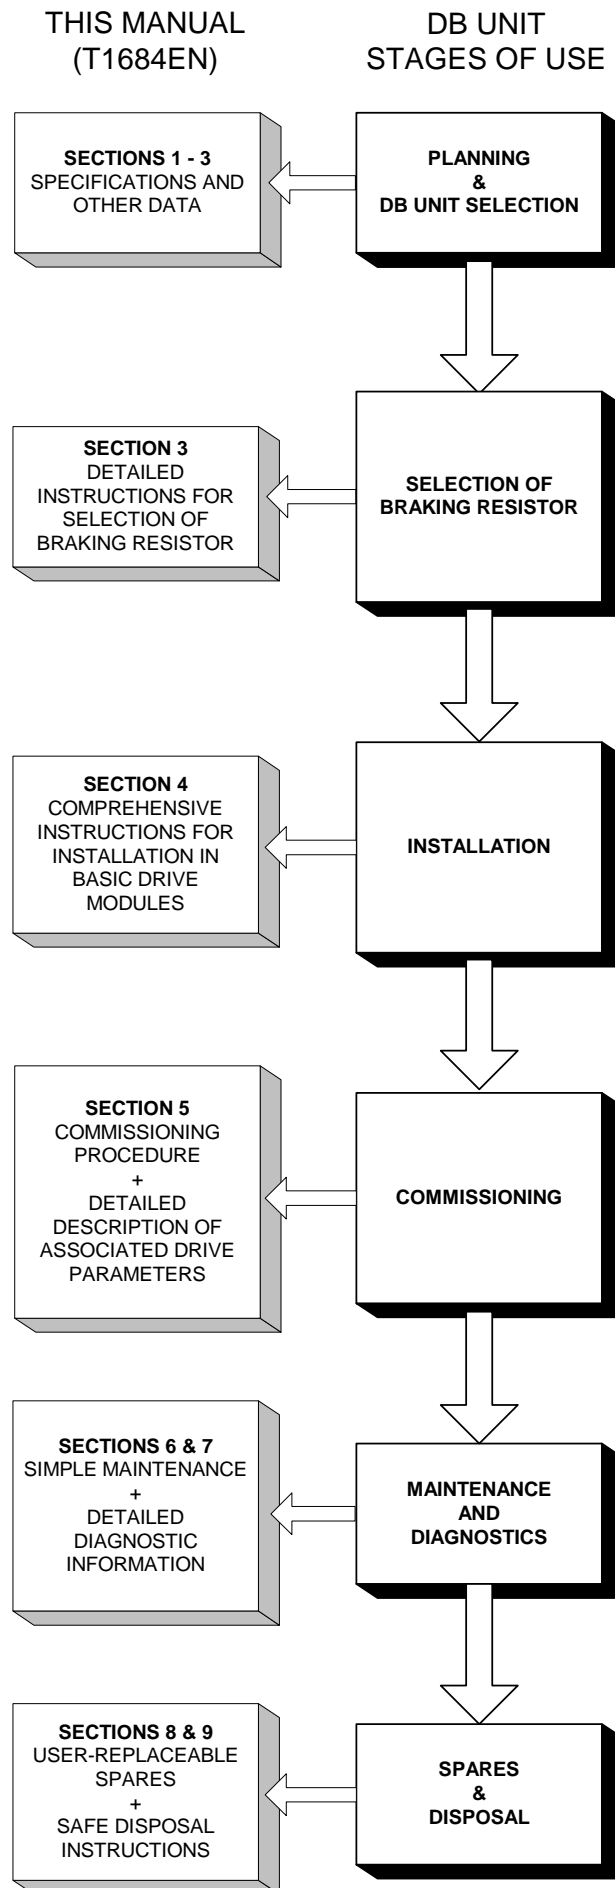 THIS MANUAL
(T1684EN)
DB UNIT
STAGES OF USE
SECTIONS 1 - 3
SPECIFICATIONS AND
OTHER DATA
PLANNING
&
DB UNIT SELECTION
SECTION 3
DETAILED
INSTRUCTIONS FOR
SELECTION OF
BRAKING RESISTOR
SELECTION OF
BRAKING RESISTOR
SECTION 4
COMPREHENSIVE
INSTRUCTIONS FOR
INSTALLATION IN
BASIC DRIVE
MODULES
INSTALLATION
SECTION 5
COMMISSIONING
PROCEDURE
+
DETAILED
DESCRIPTION OF
ASSOCIATED DRIVE
PARAMETERS
COMMISSIONING
SECTIONS 6 & 7
SIMPLE MAINTENANCE
+
DETAILED
DIAGNOSTIC
INFORMATION
MAINTENANCE
AND
DIAGNOSTICS
SECTIONS 8 & 9
USER-REPLACEABLE
SPARES
+
SAFE DISPOSAL
INSTRUCTIONS
SPARES
&
DISPOSAL